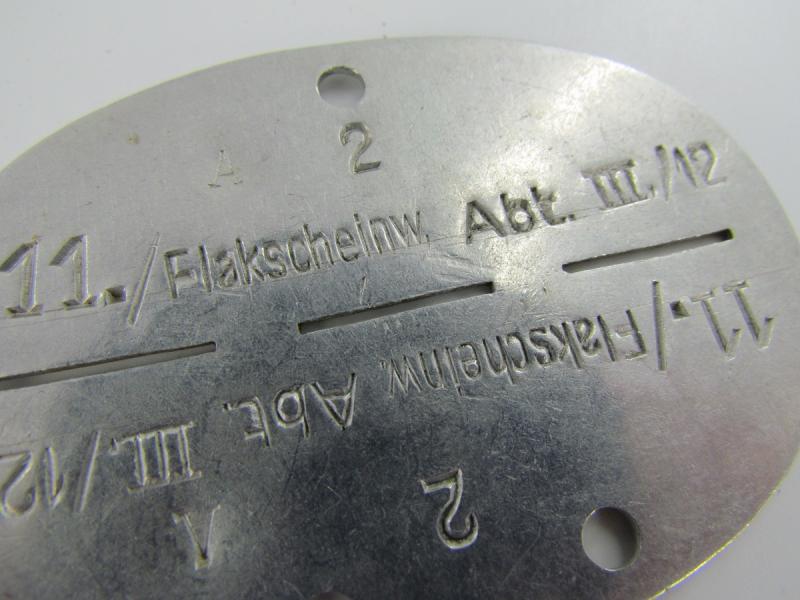 A 2
11./Flakscheinw. Abt. III./12
11./Flakscheinw. Abt. III./12
A 2